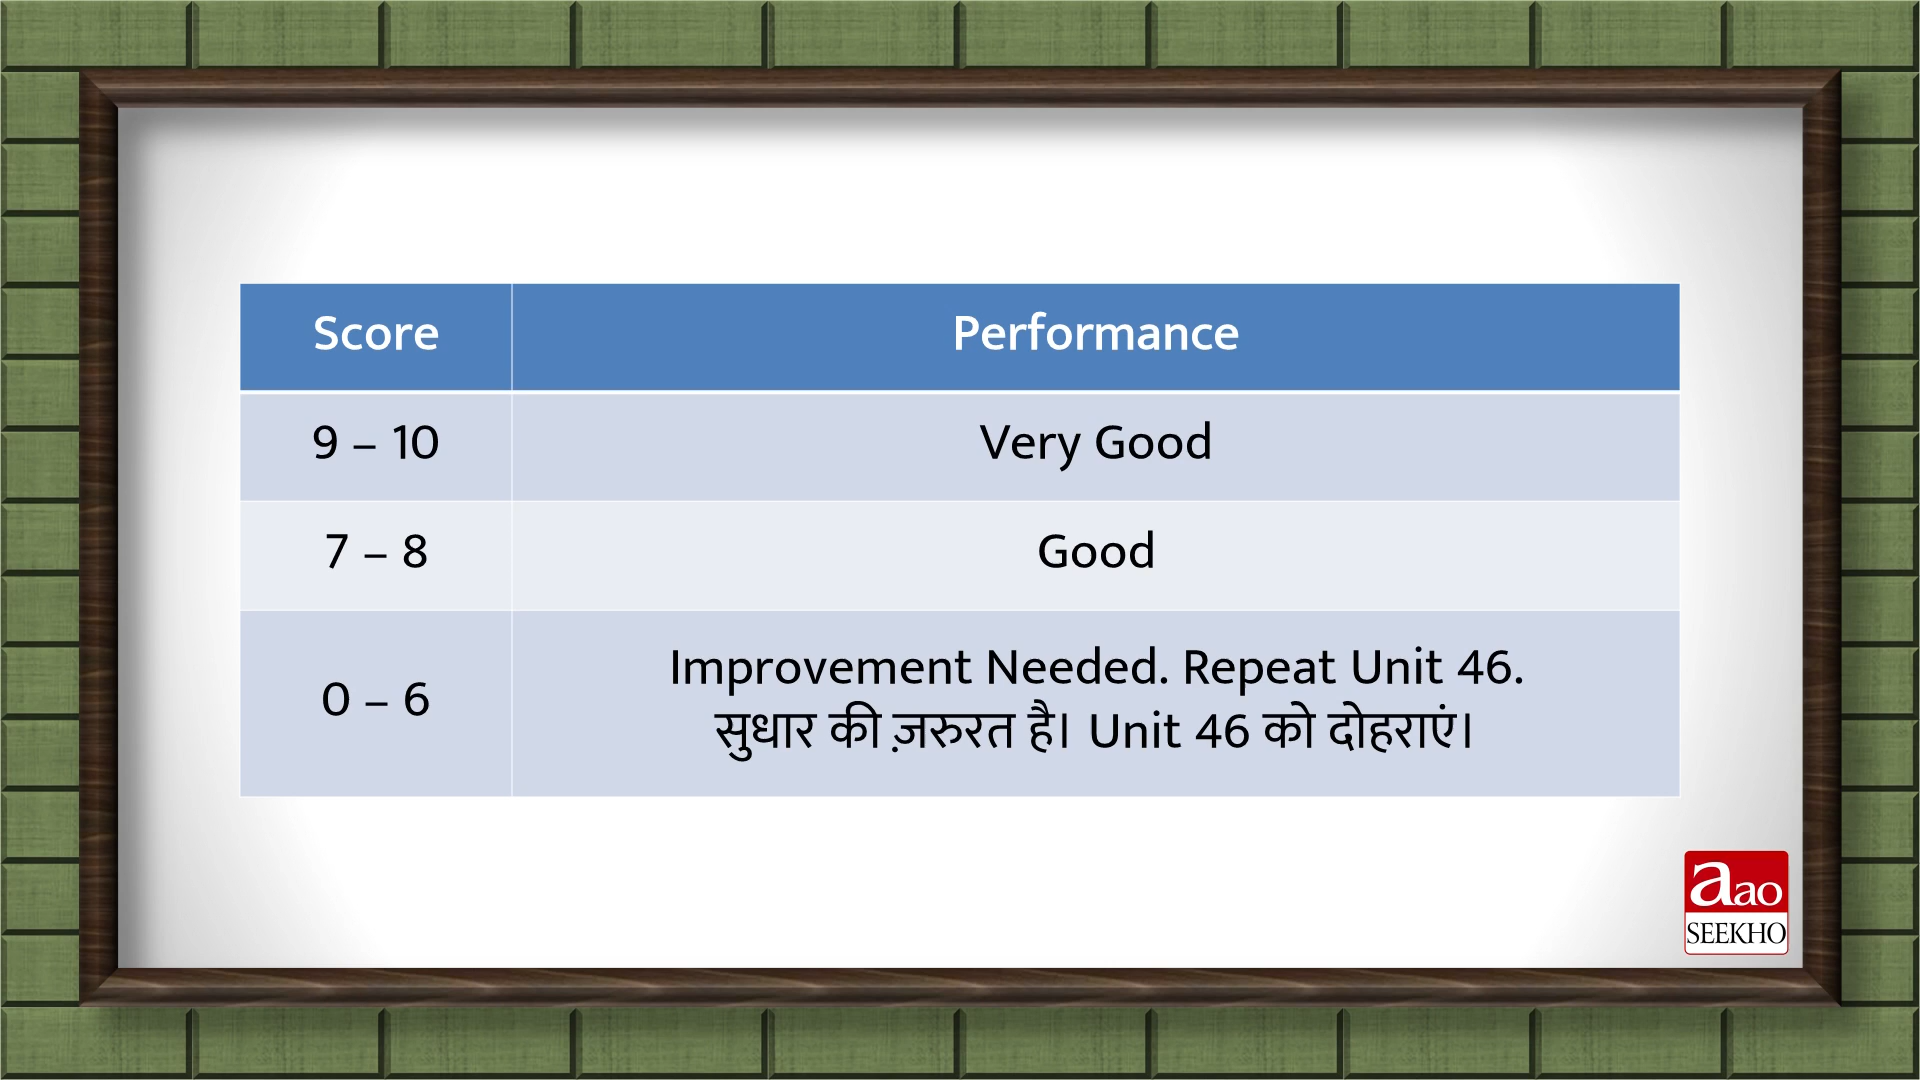 Score Performance
9 – 10 Very Good
7 – 8 Good
0 – 6 Improvement Needed. Repeat Unit 46.
सुधार की ज़रुरत है। Unit 46 को दोहराएं।
aao
SEEKHO